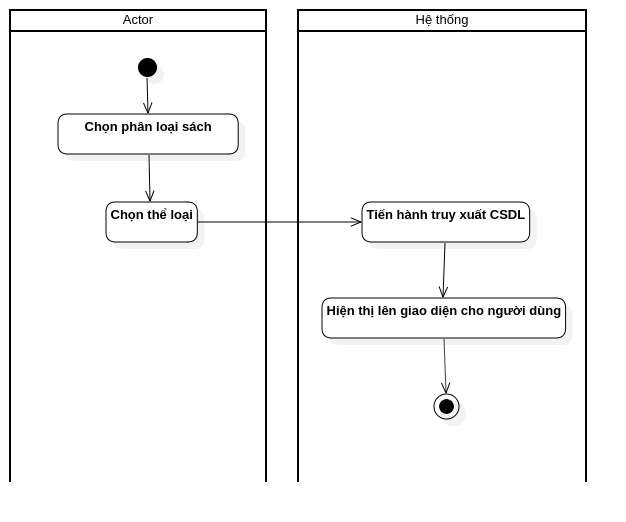 Actor
Hệ thống
Chọn phân loại sách
Chọn thể loại
Tiến hành truy xuất CSDL
Hiện thị lên giao diện cho người dùng